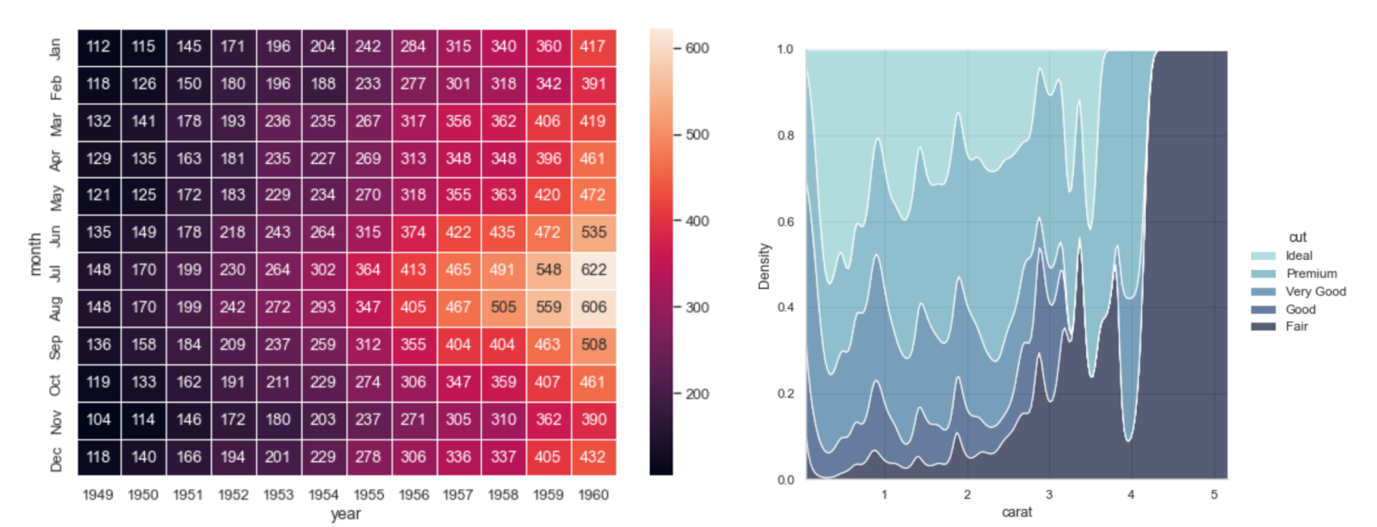 Jan 112 115 145 171 196 204 242 284 315 340 360 417
Feb 118 126 150 180 196 188 233 277 301 318 342 391
Mar 132 141 178 193 236 235 267 317 356 362 406 419
Apr 129 135 163 181 235 227 269 313 348 348 396 461
May 121 125 172 183 229 234 270 318 355 363 420 472
Jun 135 149 178 218 243 264 315 374 422 435 472 535
Jul 148 170 199 230 264 302 364 413 465 491 548 622
Aug 148 170 199 242 272 293 347 405 467 505 559 606
Sep 136 158 184 209 237 259 312 355 404 404 463 508
Oct 119 133 162 191 211 229 274 306 347 359 407 461
Nov 104 114 146 172 180 203 237 271 305 310 362 390
Dec 118 140 166 194 201 229 278 306 336 337 405 432
1949 1950 1951 1952 1953 1954 1955 1956 1957 1958 1959 1960
year
month
600
500
400
300
200
1.0
0.8
0.6
0.4
0.2
0.0
Density
1 2 3 4 5
carat
cut
Ideal
Premium
Very Good
Good
Fair